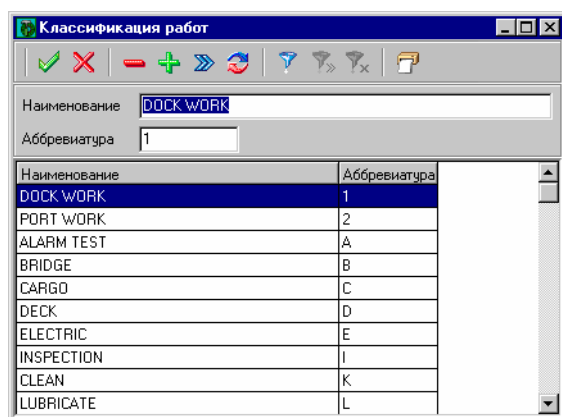 Классификация работ
Наименование DOCK WORK
Аббревиатура 1
Наименование Аббревиатура
DOCK WORK 1
PORT WORK 2
ALARM TEST A
BRIDGE B
CARGO C
DECK D
ELECTRIC E
INSPECTION I
CLEAN K
LUBRICATE L